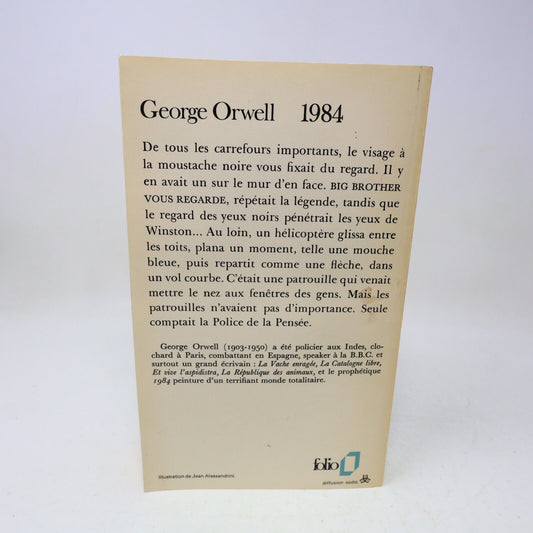 George Orwell 1984
De tous les carrefours importants, le visage à
la moustache noire vous fixait du regard. Il y
en avait un sur le mur d'en face. BIG BROTHER
VOUS REGARDE, répétait la légende, tandis que
le regard des yeux noirs pénétrait les yeux de
Winston... Au loin, un hélicoptère glissa entre
les toits, plana un moment, telle une mouche
bleue, puis repartit comme une flèche, dans
un vol courbe. C'était une patrouille qui venait
mettre le nez aux fenêtres des gens. Mais les
patrouilles n'avaient pas d'importance. Seule
comptait la Police de la Pensée.
George Orwell (1903-1950) a été policier aux Indes, clo-
chard à Paris, combattant en Espagne, speaker à la B.B.C. et
surtout un grand écrivain : La Vache enragée, La Catalogne libre,
Et vive l'aspidistra, La République des animaux, et le prophétique
1984 peinture d'un terrifiant monde totalitaire.
folio
Illustration de Jean Alessandrini
diffusion sodis